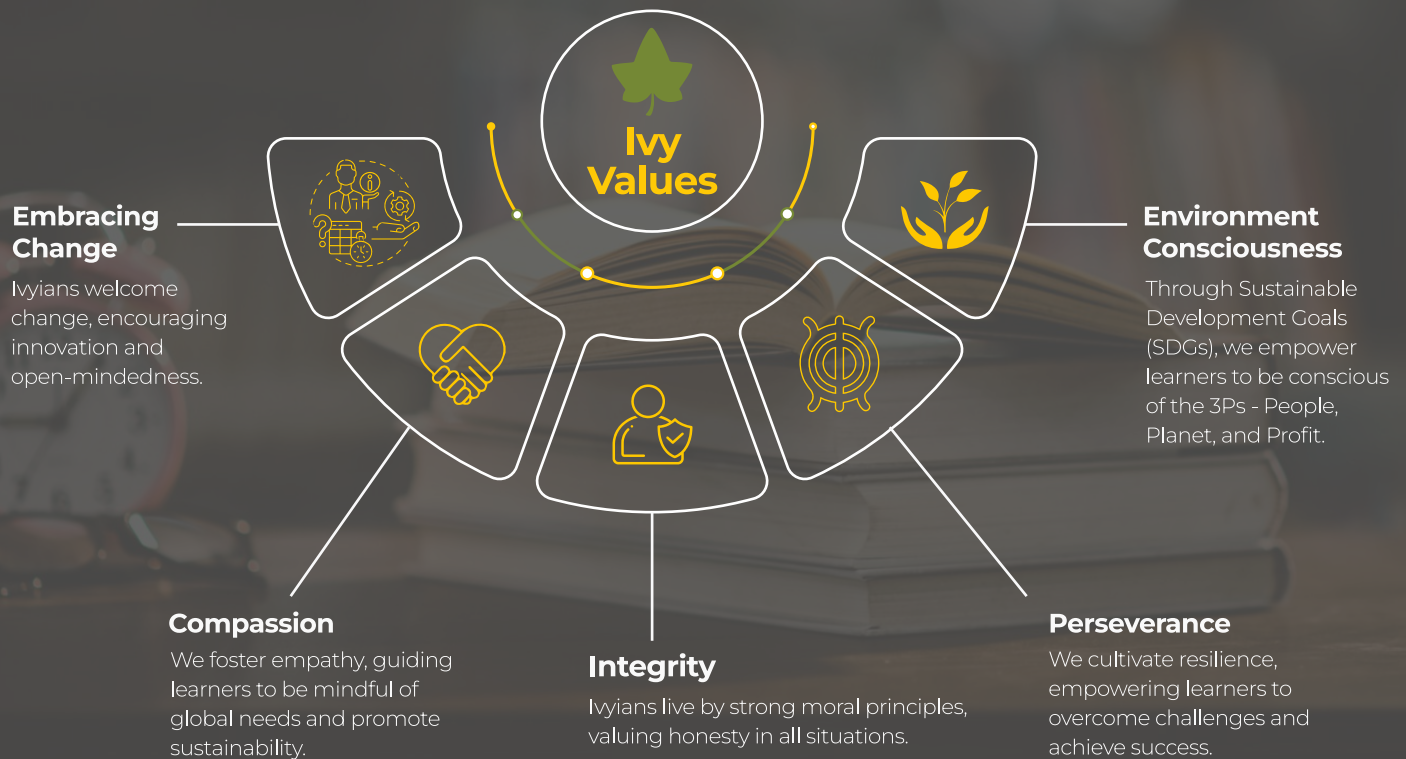 Ivy
Values
Embracing
Change
Ivyians welcome
change, encouraging
innovation and
open-mindedness.
Compassion
We foster empathy, guiding
learners to be mindful of
global needs and promote
sustainability.
Integrity
Ivyians live by strong moral principles,
valuing honesty in all situations.
Perseverance
We cultivate resilience,
empowering learners to
overcome challenges and
achieve success.
Environment
Consciousness
Through Sustainable
Development Goals
(SDGs), we empower
learners to be conscious
of the 3Ps - People,
Planet, and Profit.